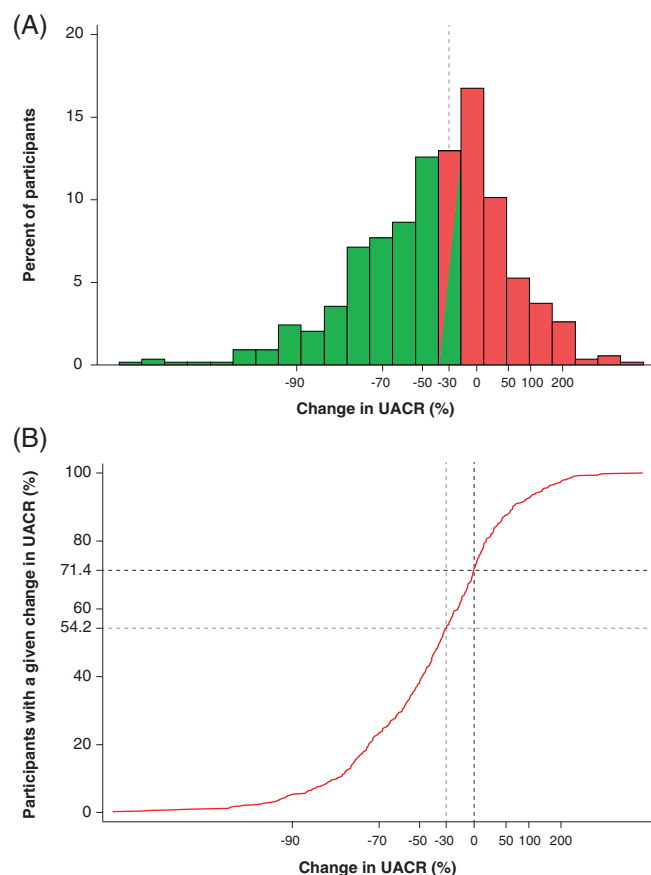 (A)
20
15
10
5
0
Percent of participants
-90 -70 -50 -30 0 50 100 200
Change in UACR (%)
(B)
100
80
71.4
60
54.2
40
20
0
Participants with a given change in UACR (%)
-90 -70 -50 -30 0 50 100 200
Change in UACR (%)